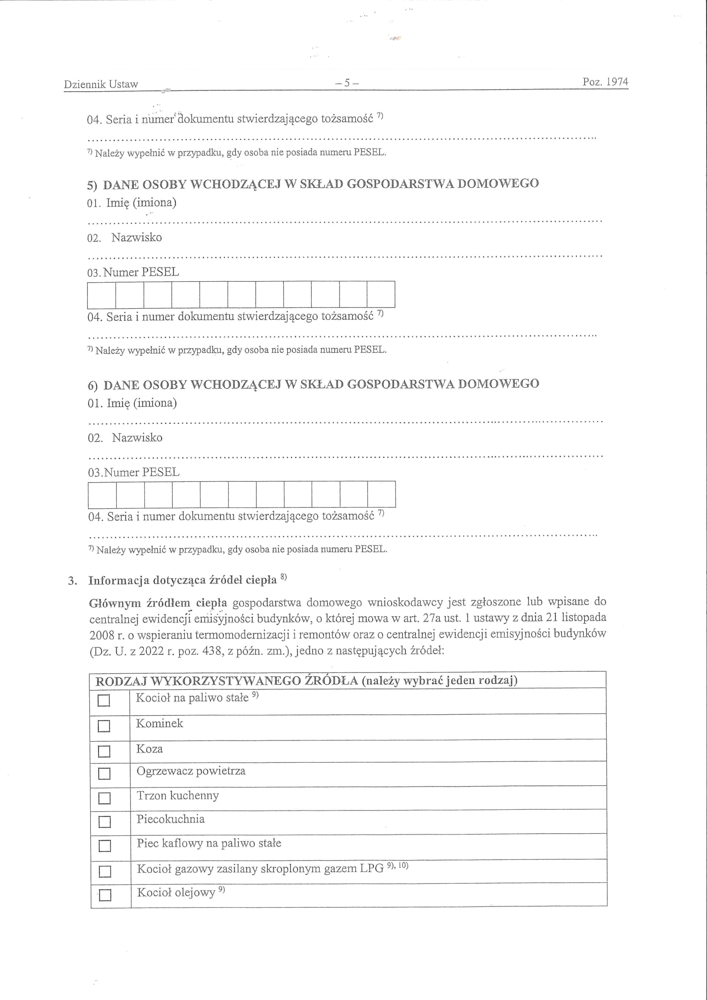 Dziennik Ustaw – 5 – Poz. 1974
04. Seria i numer dokumentu stwierdzającego tożsamość 7)
........................................................................
7) Należy wypełnić w przypadku, gdy osoba nie posiada numeru PESEL.
5) DANE OSOBY WCHODZĄCEJ W SKŁAD GOSPODARSTWA DOMOWEGO
01. Imię (imiona)
........................................................................
02. Nazwisko
........................................................................
03. Numer PESEL
04. Seria i numer dokumentu stwierdzającego tożsamość 7)
........................................................................
7) Należy wypełnić w przypadku, gdy osoba nie posiada numeru PESEL.
6) DANE OSOBY WCHODZĄCEJ W SKŁAD GOSPODARSTWA DOMOWEGO
01. Imię (imiona)
........................................................................
02. Nazwisko
........................................................................
03.Numer PESEL
04. Seria i numer dokumentu stwierdzającego tożsamość 7)
........................................................................
7) Należy wypełnić w przypadku, gdy osoba nie posiada numeru PESEL.
3. Informacja dotycząca źródeł ciepła 8)
Głównym źródłem ciepła gospodarstwa domowego wnioskodawcy jest zgłoszone lub wpisane do
centralnej ewidencji emisyjności budynków, o której mowa w art. 27a ust. 1 ustawy z dnia 21 listopada
2008 r. o wspieraniu termomodernizacji i remontów oraz o centralnej ewidencji emisyjności budynków
(Dz. U. z 2022 r. poz. 438, z późn. zm.), jedno z następujących źródeł:
RODZAJ WYKORZYSTYWANEGO ŹRÓDŁA (należy wybrać jeden rodzaj)
☐ Kocioł na paliwo stałe 9)
☐ Kominek
☐ Koza
☐ Ogrzewacz powietrza
☐ Trzon kuchenny
☐ Piecokuchnia
☐ Piec kaflowy na paliwo stałe
☐ Kocioł gazowy zasilany skroplonym gazem LPG 9), 10)
☐ Kocioł olejowy 9)